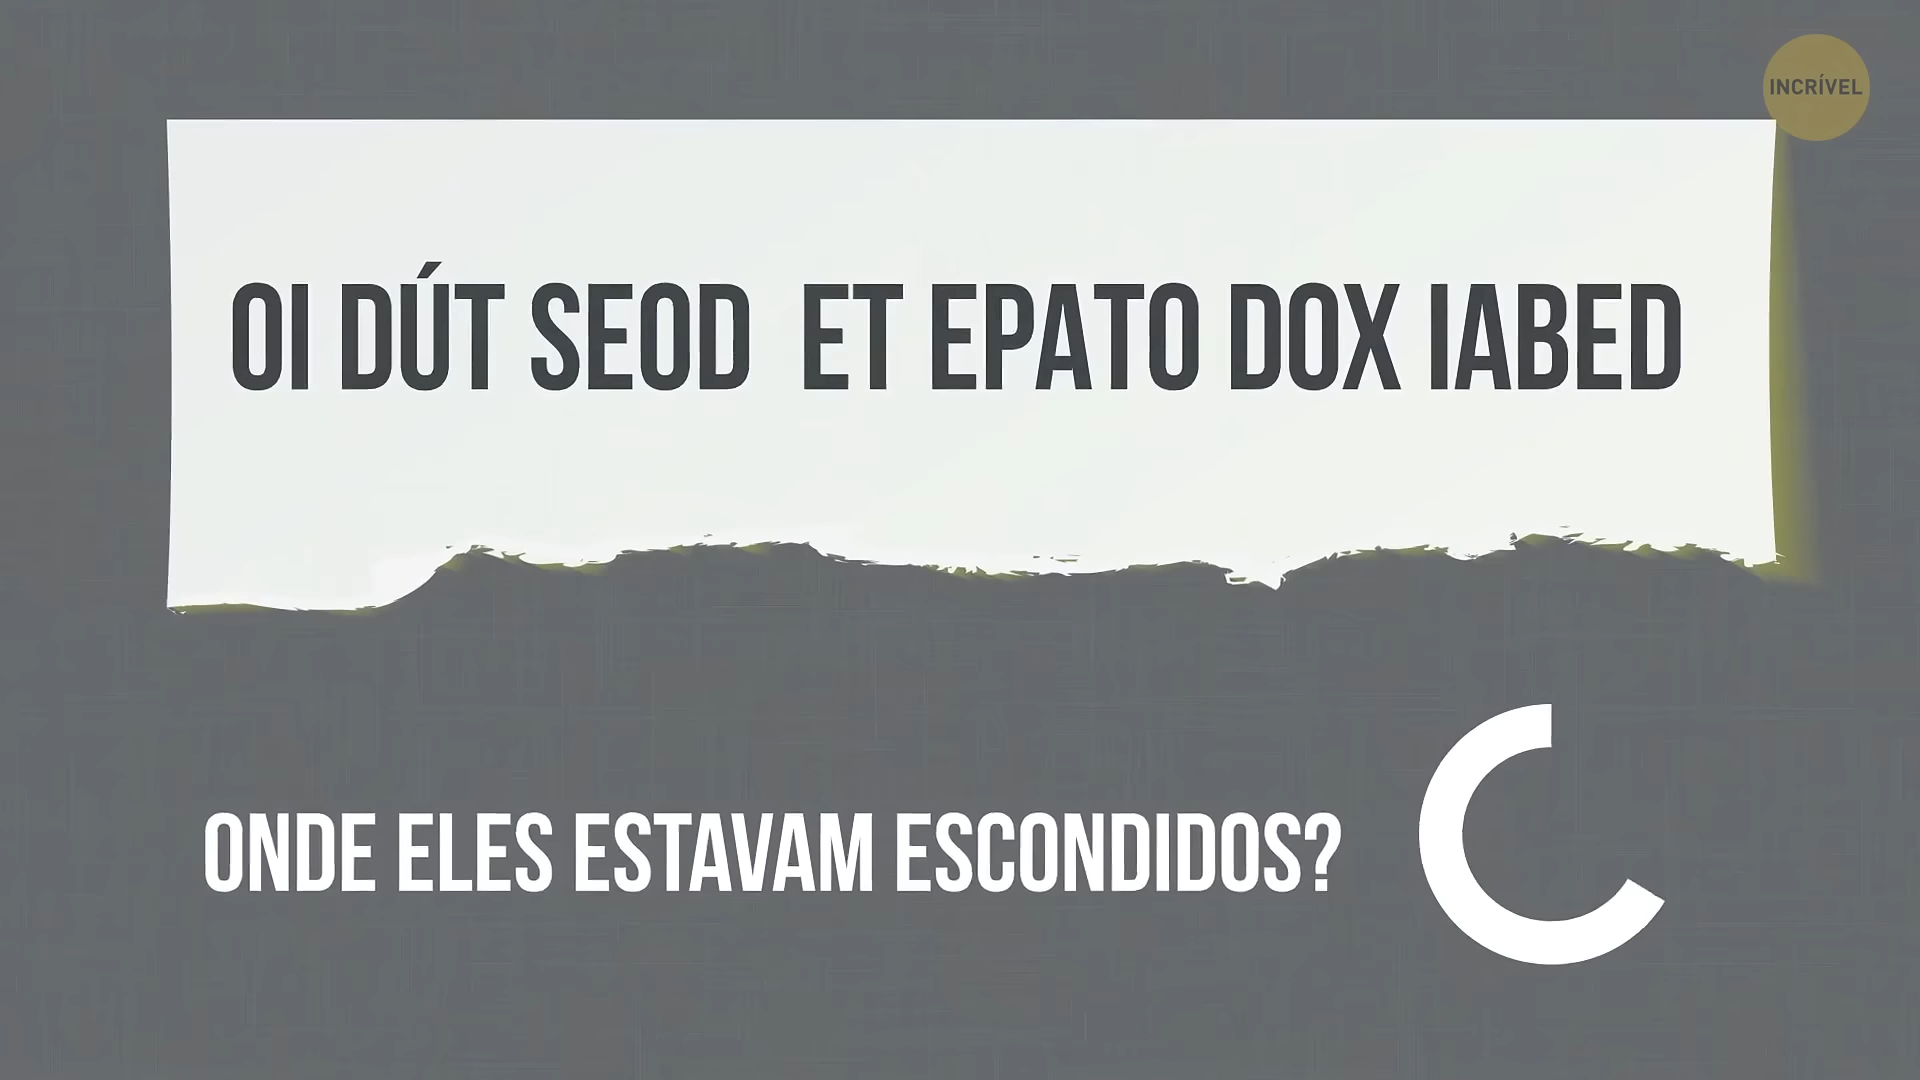 INCRÍVEL
OI DÚT SEOD ET EPATO DOX IABED
ONDE ELES ESTAVAM ESCONDIDOS?